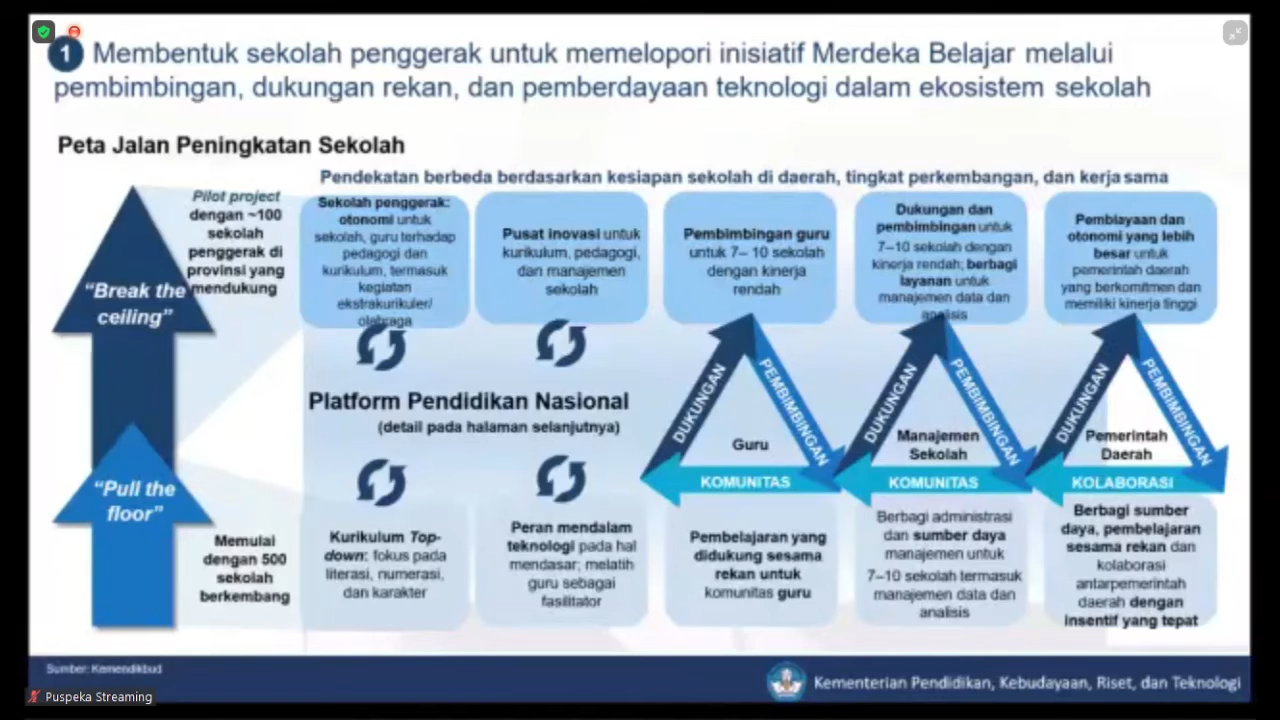 1 Membentuk sekolah penggerak untuk memelopori inisiatif Merdeka Belajar melalui
pembimbingan, dukungan rekan, dan pemberdayaan teknologi dalam ekosistem sekolah
Peta Jalan Peningkatan Sekolah
Pendekatan berbeda berdasarkan kesiapan sekolah di daerah, tingkat perkembangan, dan kerja sama
"Break the
ceiling"
Pilot project
dengan ~100
sekolah
penggerak di
provinsi yang
mendukung
Sekolah penggerak:
otonomi untuk
sekolah, guru terhadap
pedagogi dan
kurikulum, termasuk
kegiatan
ekstrakurikuler/
olahraga
Pusat inovasi untuk
kurikulum, pedagogi,
dan manajemen
sekolah
Pembimbingan guru
untuk 7– 10 sekolah
dengan kinerja
rendah
Dukungan dan
pembimbingan untuk
7–10 sekolah dengan
kinerja rendah; berbagi
layanan untuk
manajemen data dan
analisis
Pembiayaan dan
otonomi yang lebih
besar untuk
pemerintah daerah
yang berkomitmen dan
memiliki kinerja tinggi
Platform Pendidikan Nasional
(detail pada halaman selanjutnya)
DUKUNGAN
PEMBIMBINGAN
Guru
KOMUNITAS
DUKUNGAN
PEMBIMBINGAN
Manajemen
Sekolah
KOMUNITAS
DUKUNGAN
PEMBIMBINGAN
Pemerintah
Daerah
KOLABORASI
"Pull the
floor"
Memulai
dengan 500
sekolah
berkembang
Kurikulum Top-
down: fokus pada
literasi, numerasi,
dan karakter
Peran mendalam
teknologi pada hal
mendasar; melatih
guru sebagai
fasilitator
Pembelajaran yang
didukung sesama
rekan untuk
komunitas guru
Berbagi administrasi
dan sumber daya
manajemen untuk
7–10 sekolah termasuk
manajemen data dan
analisis
Berbagi sumber
daya, pembelajaran
sesama rekan dan
kolaborasi
antarpemerintah
daerah dengan
insentif yang tepat
Sumber: Kemendikbud
Kementerian Pendidikan, Kebudayaan, Riset, dan Teknologi
Puspeka Streaming